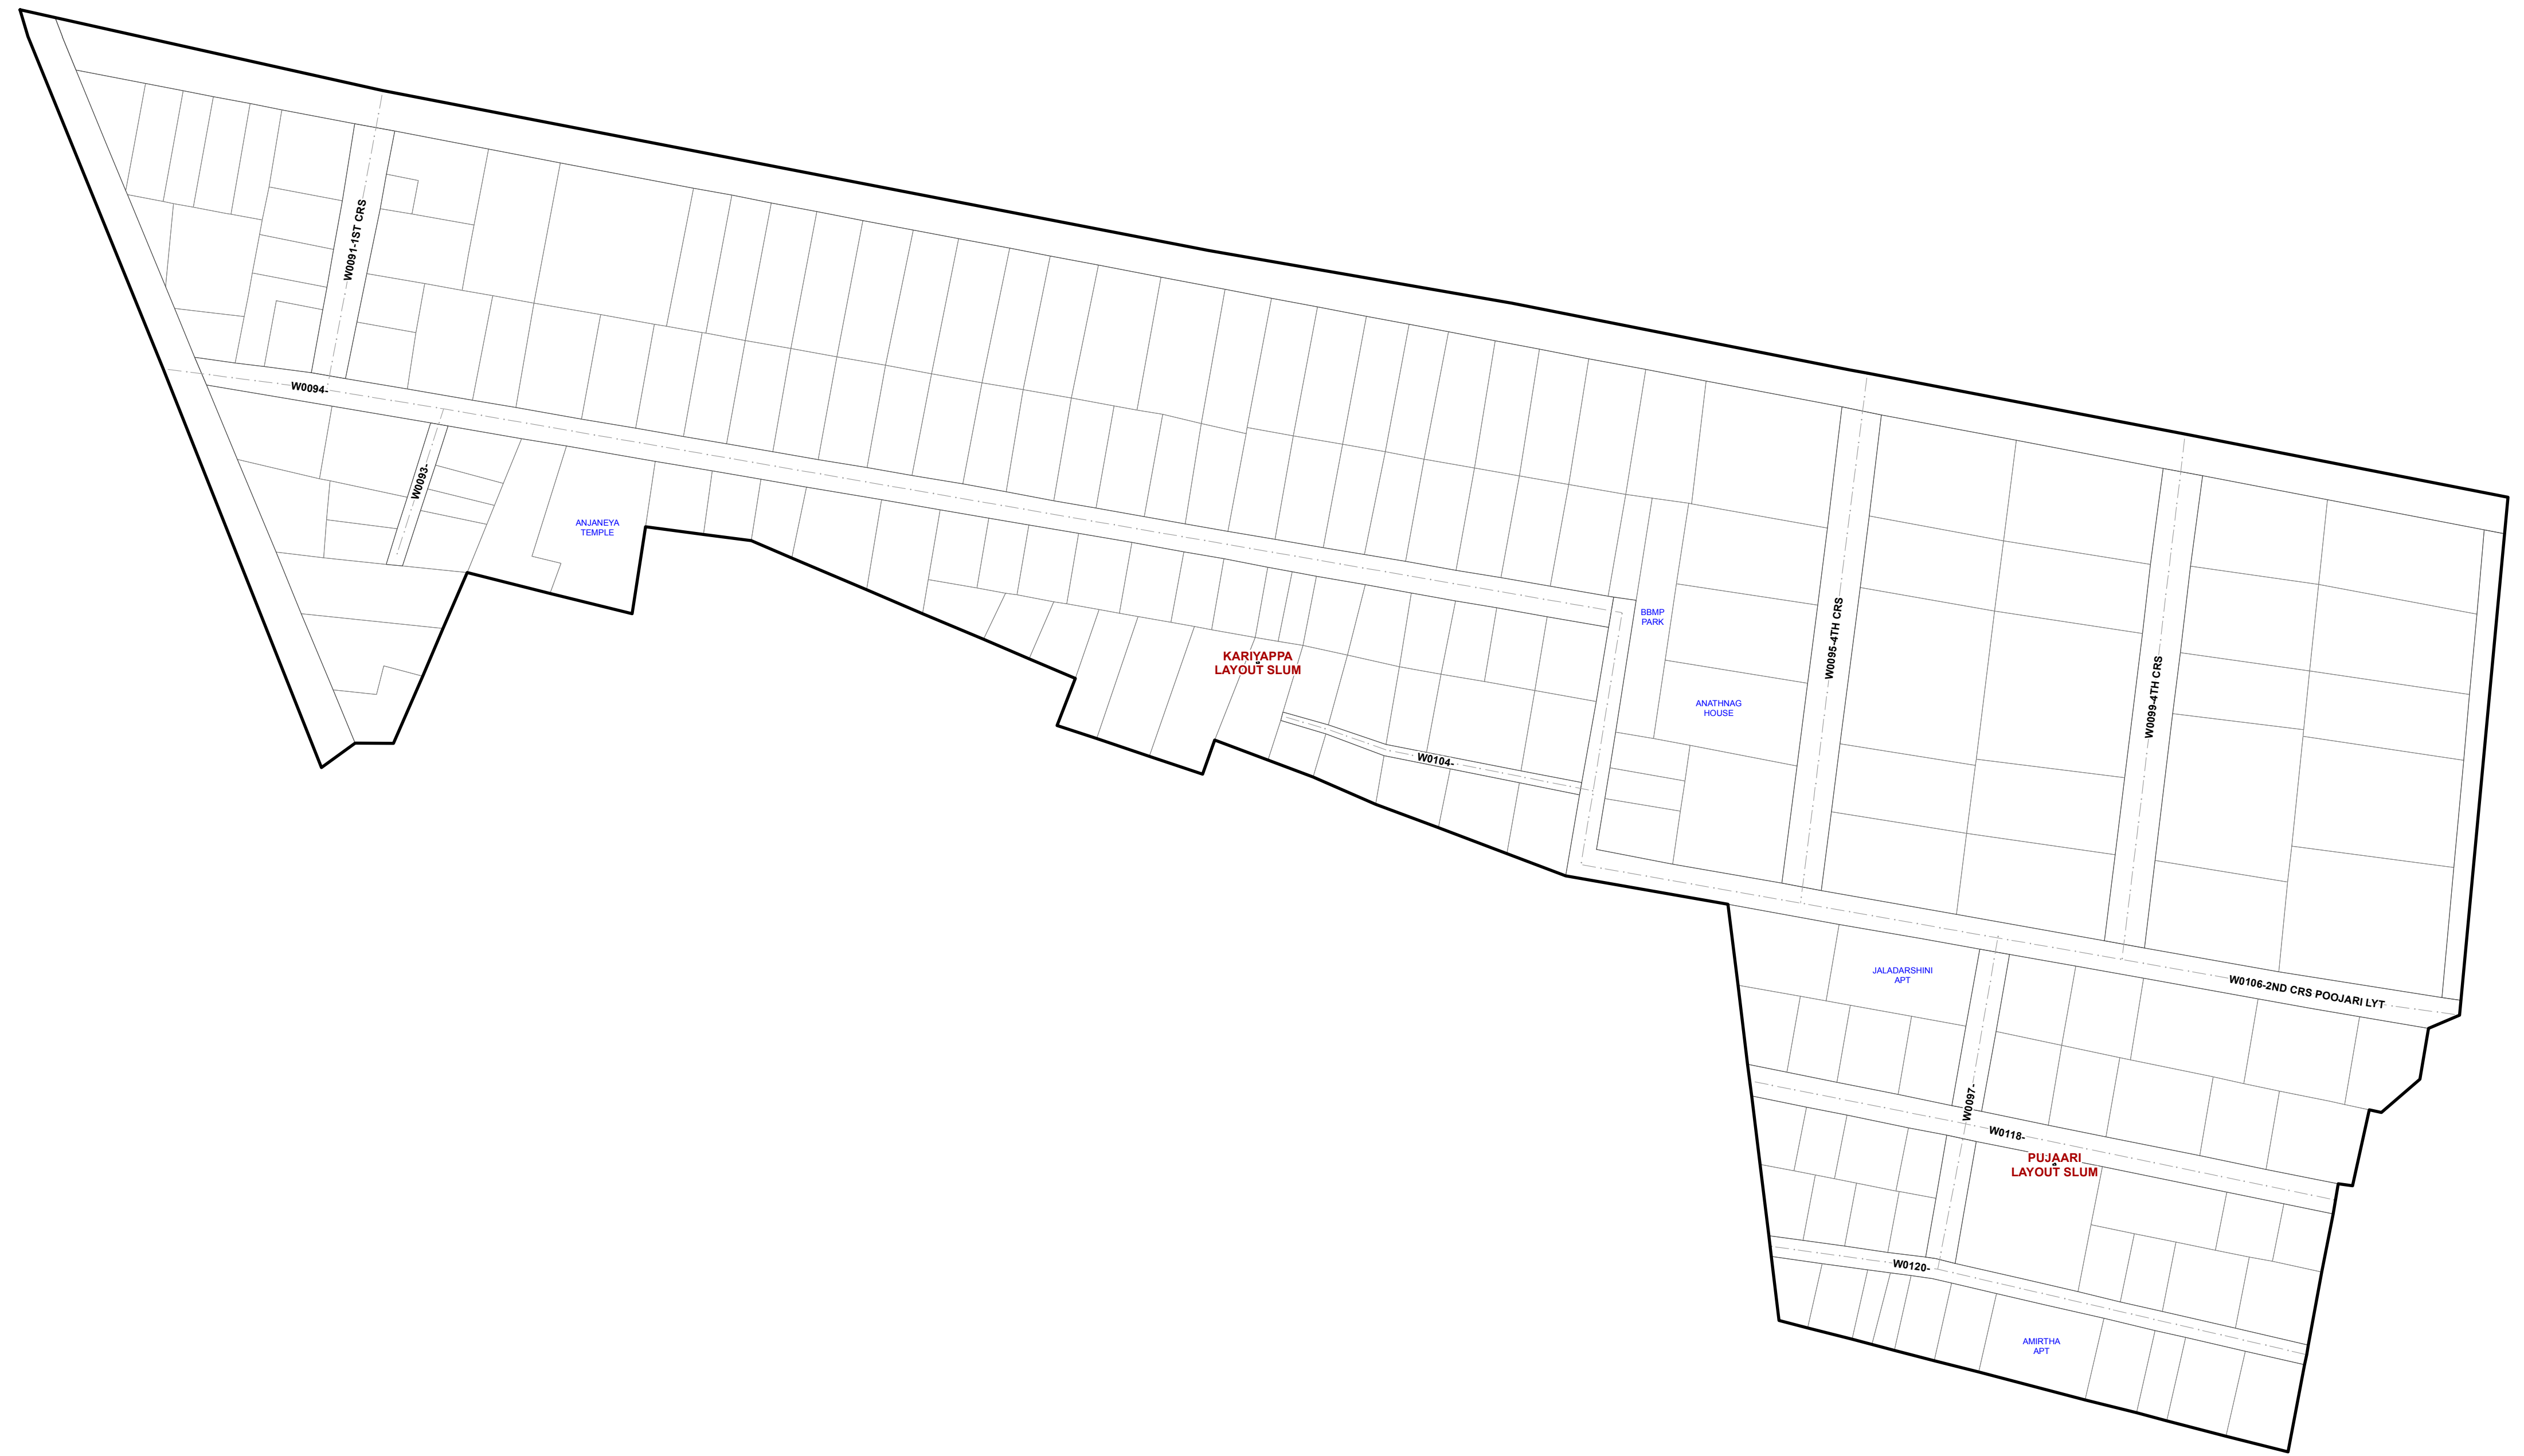 W0091-1ST CRS
W0094-
W0093-
ANJANEYA
TEMPLE
KARIYAPPA
LAYOUT SLUM
W0104-
BBMP
PARK
ANATHNAG
HOUSE
W0095-4TH CRS
W0099-4TH CRS
JALADARSHINI
APT
W0106-2ND CRS POOJARI LYT
W0097-
W0118-
PUJAARI
LAYOUT SLUM
W0120-
AMIRTHA
APT